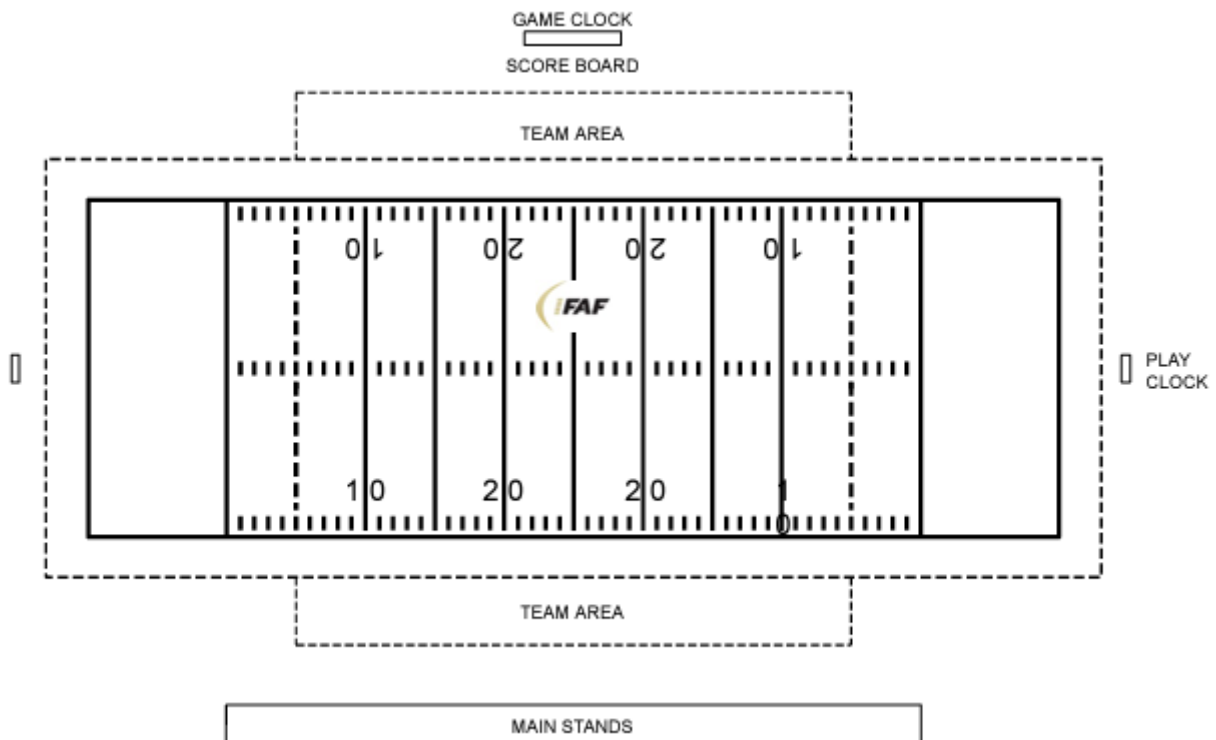 GAME CLOCK
SCORE BOARD
TEAM AREA
10 20 20 10
iFAF
PLAY
CLOCK
10 20 20 10
TEAM AREA
MAIN STANDS